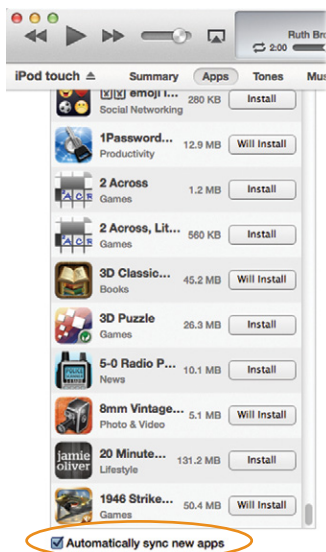 Ruth Bro
2:00
iPod touch
Summary
Apps
Tones
Mus
emoji i...
Social Networking
280 KB
Install
1Password...
Productivity
12.9 MB
Will Install
2 Across
Games
1.2 MB
Install
2 Across, Lit...
Games
560 KB
Install
3D Classic...
Books
45.2 MB
Will Install
3D Puzzle
Games
26.3 MB
Install
5-0 Radio P...
News
10.1 MB
Install
8mm Vintage...
Photo & Video
5.1 MB
Will Install
jamie
oliver
20 Minute...
Lifestyle
131.2 MB
Install
1946 Strike...
Games
50.4 MB
Will Install
Automatically sync new apps